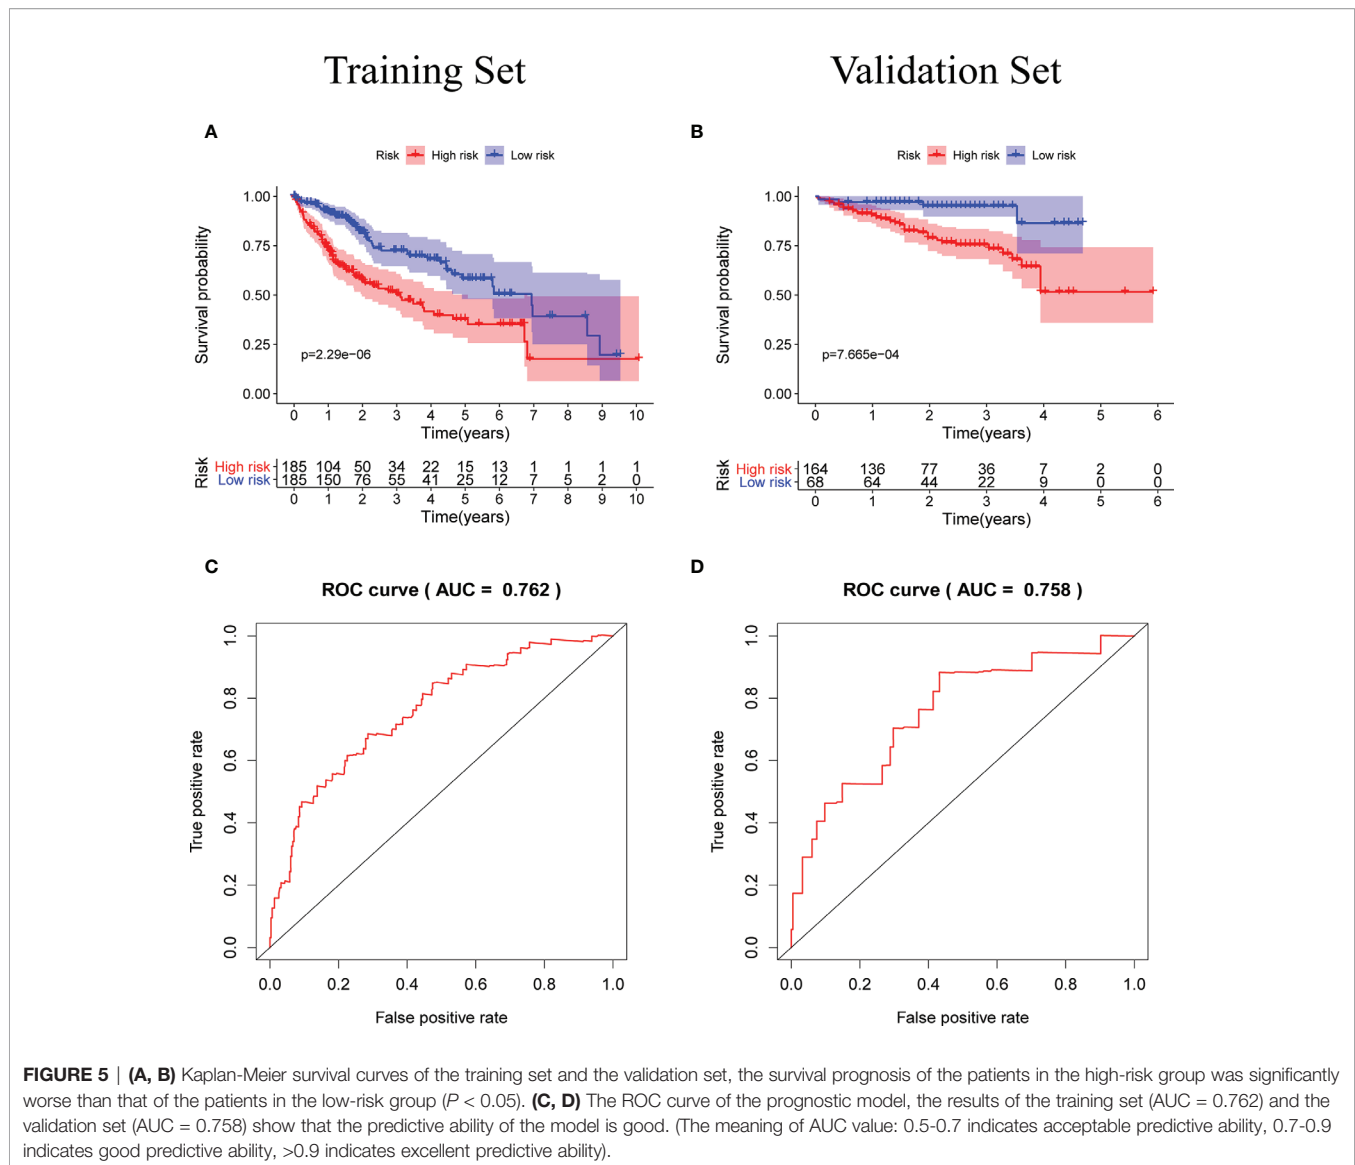 Training Set
Validation Set
A
Risk High risk Low risk
Survival probability
1.00
0.75
0.50
0.25
0.00
p=2.29e−06
0 1 2 3 4 5 6 7 8 9 10
Time(years)
Risk
High risk 185 104 50 34 22 15 13 1 1 1 1
Low risk 185 150 76 55 41 25 12 7 5 2 0
0 1 2 3 4 5 6 7 8 9 10
Time(years)
B
Risk High risk Low risk
Survival probability
1.00
0.75
0.50
0.25
0.00
p=7.665e−04
0 1 2 3 4 5 6
Time(years)
Risk
High risk 164 136 77 36 7 2 0
Low risk 68 64 44 22 9 0 0
0 1 2 3 4 5 6
Time(years)
C
ROC curve ( AUC = 0.762 )
True positive rate
1.0
0.8
0.6
0.4
0.2
0.0
0.0 0.2 0.4 0.6 0.8 1.0
False positive rate
D
ROC curve ( AUC = 0.758 )
True positive rate
1.0
0.8
0.6
0.4
0.2
0.0
0.0 0.2 0.4 0.6 0.8 1.0
False positive rate
FIGURE 5 | (A, B) Kaplan-Meier survival curves of the training set and the validation set, the survival prognosis of the patients in the high-risk group was significantly
worse than that of the patients in the low-risk group (P < 0.05). (C, D) The ROC curve of the prognostic model, the results of the training set (AUC = 0.762) and the
validation set (AUC = 0.758) show that the predictive ability of the model is good. (The meaning of AUC value: 0.5-0.7 indicates acceptable predictive ability, 0.7-0.9
indicates good predictive ability, >0.9 indicates excellent predictive ability).